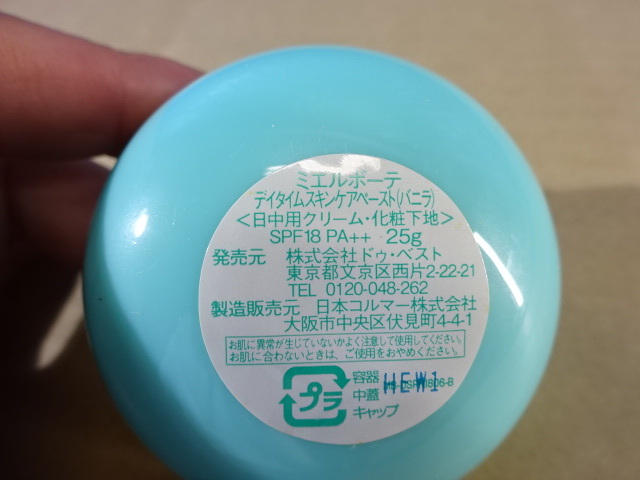 ミエルボーテ
デイタイムスキンケアペースト(バニラ)
<日中用クリーム・化粧下地>
SPF18 PA++ 25g
発売元 株式会社ドゥ・ベスト
東京都文京区西片2-22-21
TEL 0120-048-262
製造販売元 日本コルマー株式会社
大阪市中央区伏見町4-4-1
お肌に異常が生じていないかよく注意して使用してください。
お肌に合わないときは、ご使用をおやめください。
プラ
容器
中蓋
キャップ
HEW1